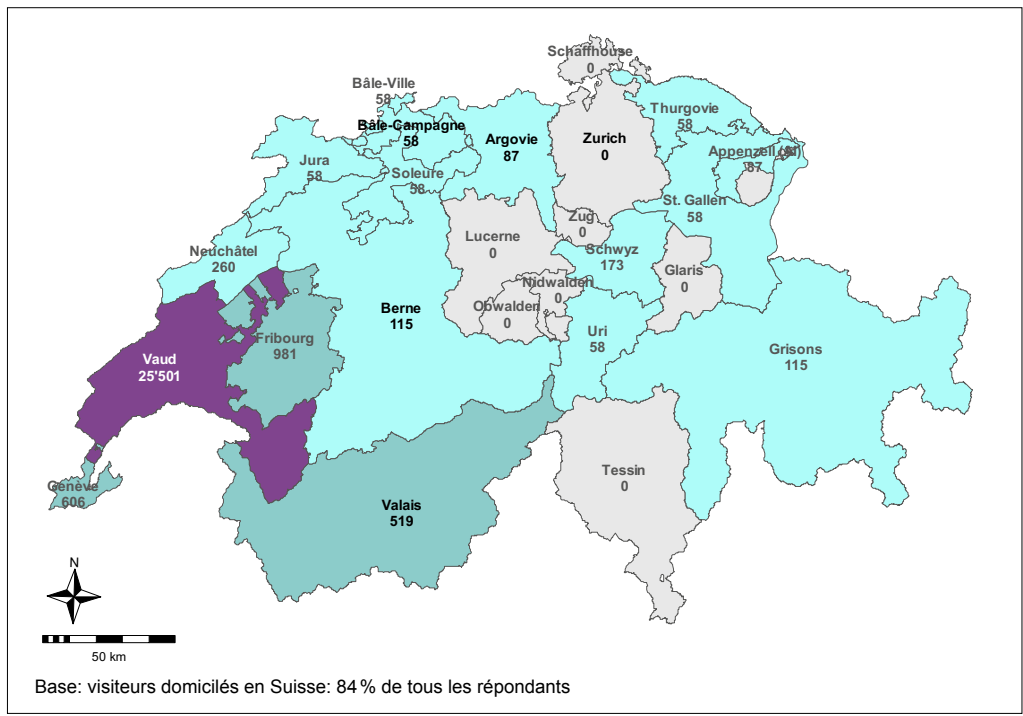 Schaffhouse
0
Bâle-Ville
58
Thurgovie
58
Bâle-Campagne
58
Argovie
87
Zurich
0
Appenzell
87
Jura
58
Soleure
58
St. Gallen
58
Zug
0
Lucerne
0
Neuchâtel
260
Schwyz
173
Glaris
0
Nidwalden
0
Obwalden
0
Berne
115
Uri
58
Fribourg
981
Grisons
115
Vaud
25'501
Tessin
0
Genève
606
Valais
519
N
50 km
Base: visiteurs domicilés en Suisse: 84 % de tous les répondants